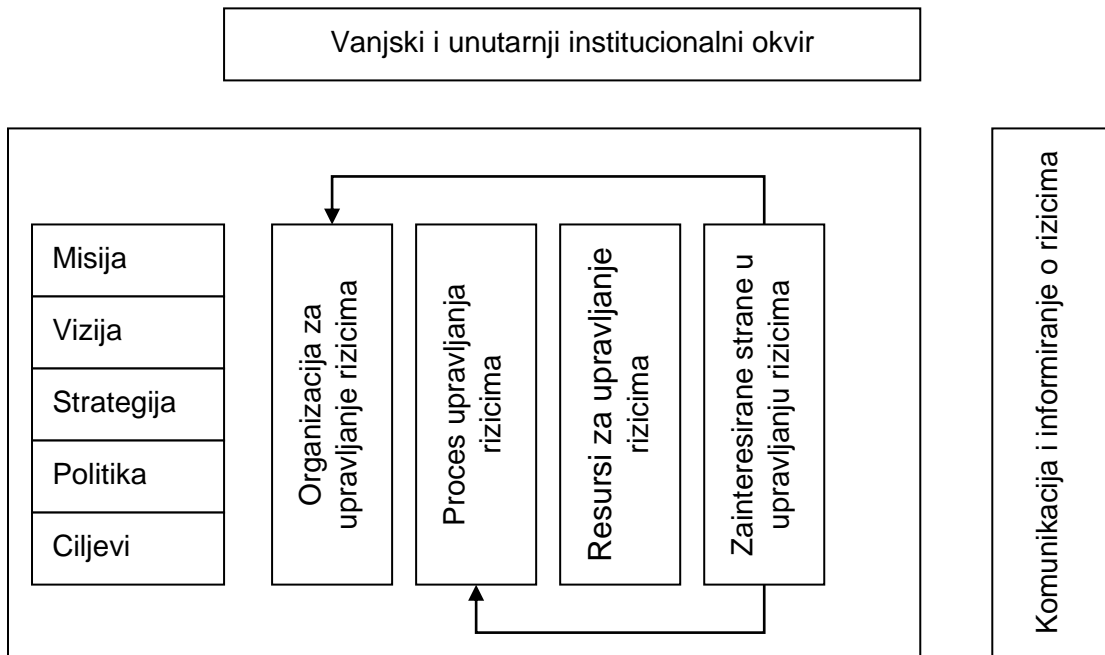 Vanjski i unutarnji institucionalni okvir
Misija
Vizija
Strategija
Politika
Ciljevi
Organizacija za
upravljanje rizicima
Proces upravljanja
rizicima
Resursi za upravljanje
rizicima
Zainteresirane strane u
upravljanju rizicima
Komunikacija i informiranje o rizicima